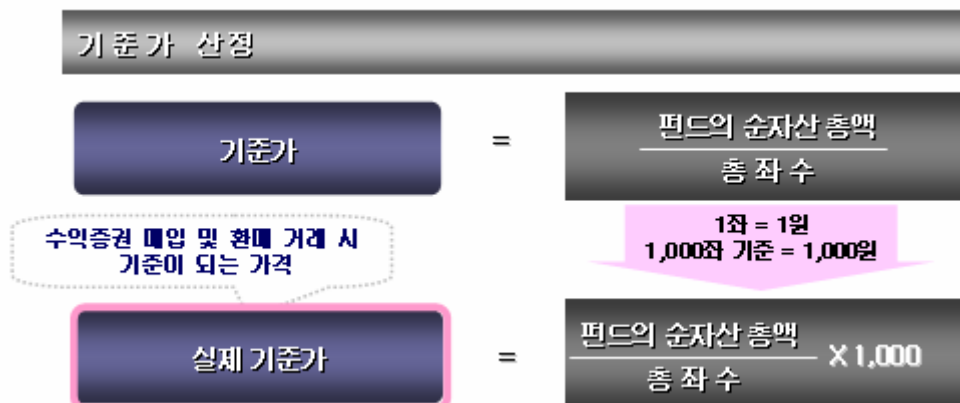 기준가 산정
기준가
=
펀드의 순자산 총액
총 좌 수
수익증권 매입 및 환매 거래 시
기준이 되는 가격
1좌 = 1원
1,000좌 기준 = 1,000원
실제 기준가
=
펀드의 순자산 총액
총 좌 수
X 1,000